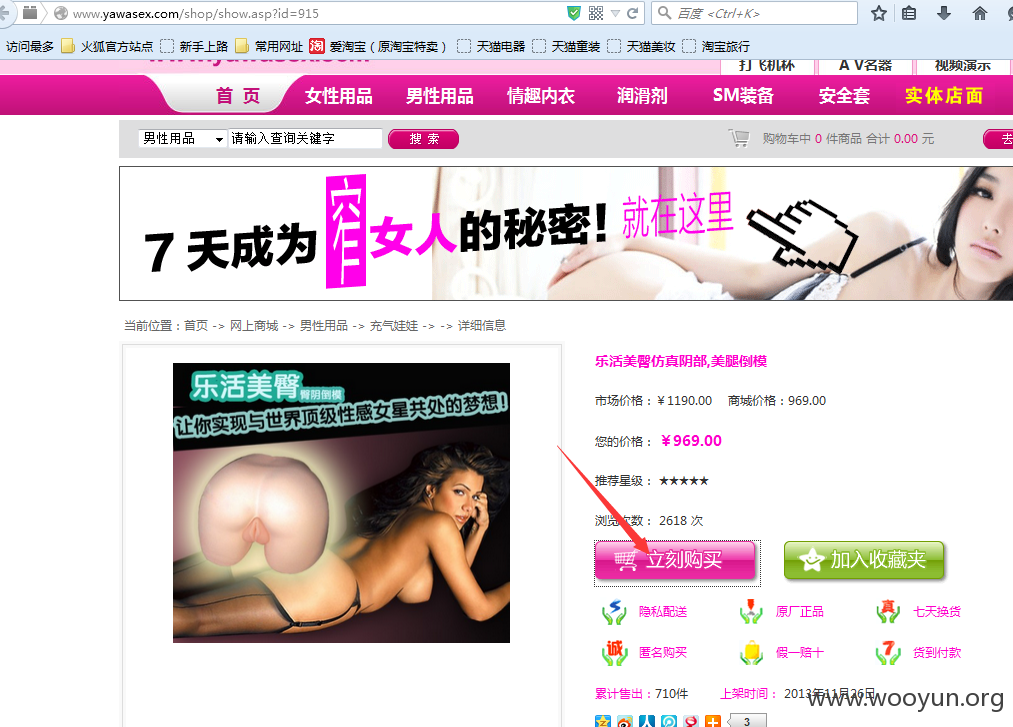 www.yawasex.com/shop/show.asp?id=915
百度 <Ctrl+K>
访问最多 火狐官方站点 新手上路 常用网址 爱淘宝（原淘宝特卖） 天猫电器 天猫童装 天猫美妆 淘宝旅行
www.yawasex.com
打飞机杯 AV名器 视频演示
首 页 女性用品 男性用品 情趣内衣 润滑剂 SM装备 安全套 实体店面
男性用品 请输入查询关键字 搜 索 购物车中 0 件商品 合计 0.00 元 去
7 天成为窄女人的秘密! 就在这里
当前位置：首页 -> 网上商城 -> 男性用品 -> 充气娃娃 -> -> 详细信息
乐活美臀 臀阴倒模
让你实现与世界顶级性感女星共处的梦想!
乐活美臀仿真阴部,美腿倒模
市场价格：￥1190.00 商城价格：969.00
您的价格：￥969.00
推荐星级：★★★★★
浏览次数： 2618 次
立刻购买 加入收藏夹
隐私配送 原厂正品 真 七天换货
诚 匿名购买 假一赔十 7 货到付款
累计售出：710件 上架时间： 2013年11月26日
www.wooyun.org
3